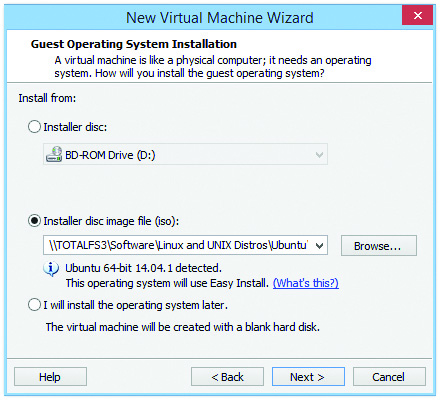 New Virtual Machine Wizard
Guest Operating System Installation
A virtual machine is like a physical computer; it needs an operating
system. How will you install the guest operating system?
Install from:
Installer disc:
BD-ROM Drive (D:)
Installer disc image file (iso):
\\TOTALFS3\Software\Linux and UNIX Distros\Ubuntu
Browse...
Ubuntu 64-bit 14.04.1 detected.
This operating system will use Easy Install. (What's this?)
I will install the operating system later.
The virtual machine will be created with a blank hard disk.
Help
< Back
Next >
Cancel